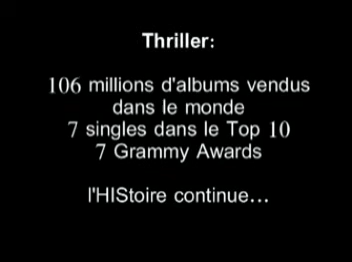 Thriller:
106 millions d'albums vendus
dans le monde
7 singles dans le Top 10
7 Grammy Awards
l'HIStoire continue...